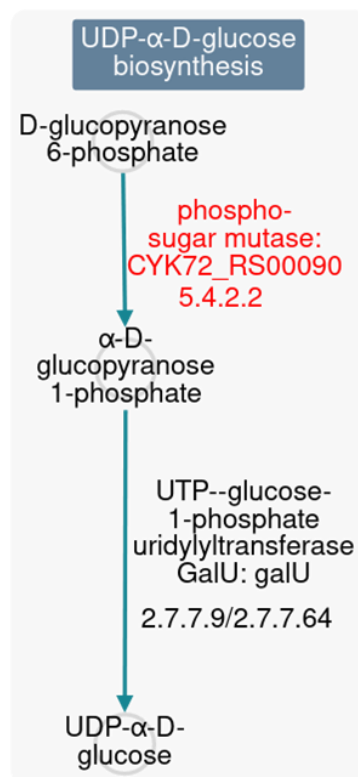 UDP-α-D-glucose
biosynthesis
D-glucopyranose
6-phosphate
phospho-
sugar mutase:
CYK72_RS00090
5.4.2.2
α-D-
glucopyranose
1-phosphate
UTP--glucose-
1-phosphate
uridylyltransferase
GalU: galU
2.7.7.9/2.7.7.64
UDP-α-D-
glucose